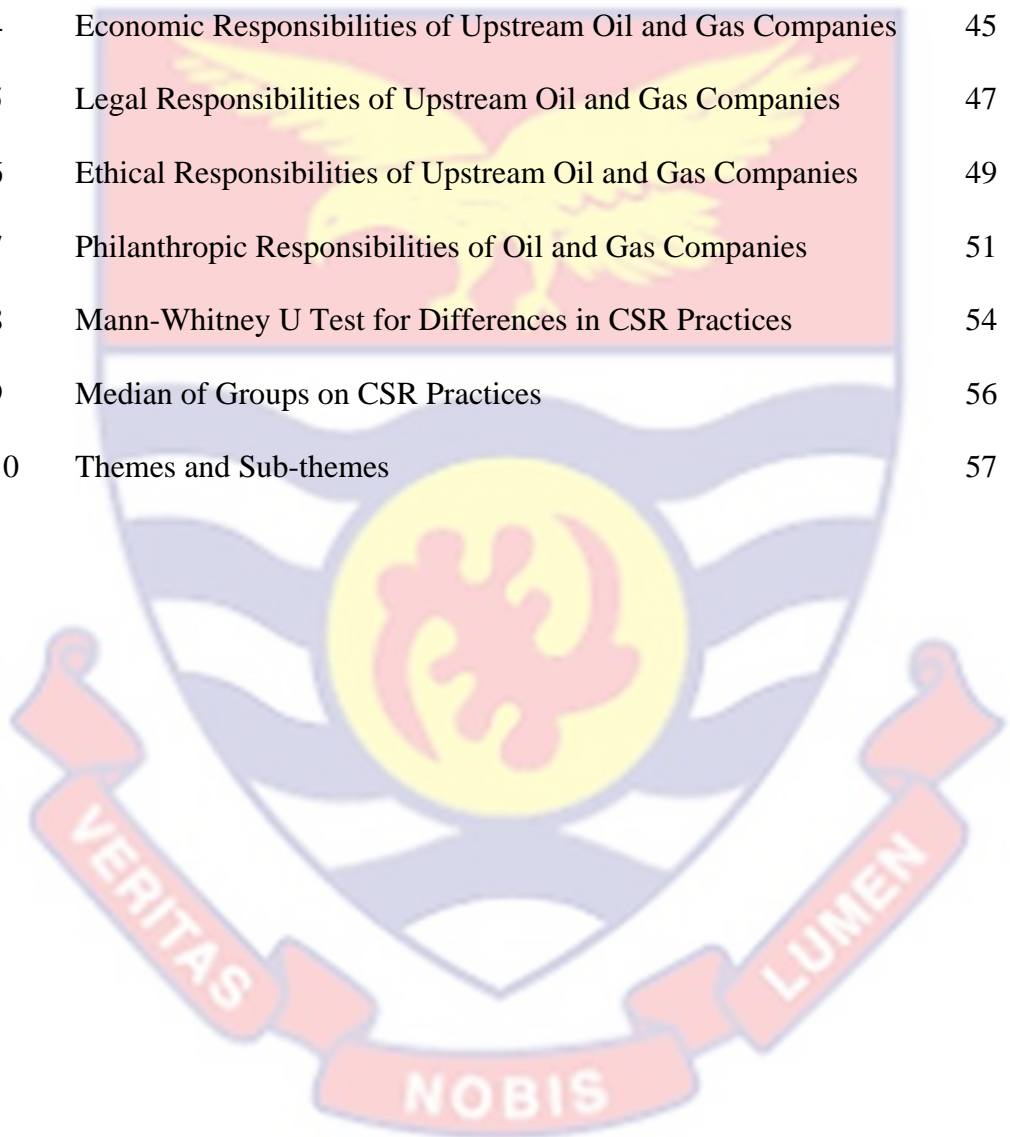 Economic Responsibilities of Upstream Oil and Gas Companies 45
Legal Responsibilities of Upstream Oil and Gas Companies 47
Ethical Responsibilities of Upstream Oil and Gas Companies 49
Philanthropic Responsibilities of Oil and Gas Companies 51
Mann-Whitney U Test for Differences in CSR Practices 54
Median of Groups on CSR Practices 56
0 Themes and Sub-themes 57
VERITAS
NOBIS
LUMEN